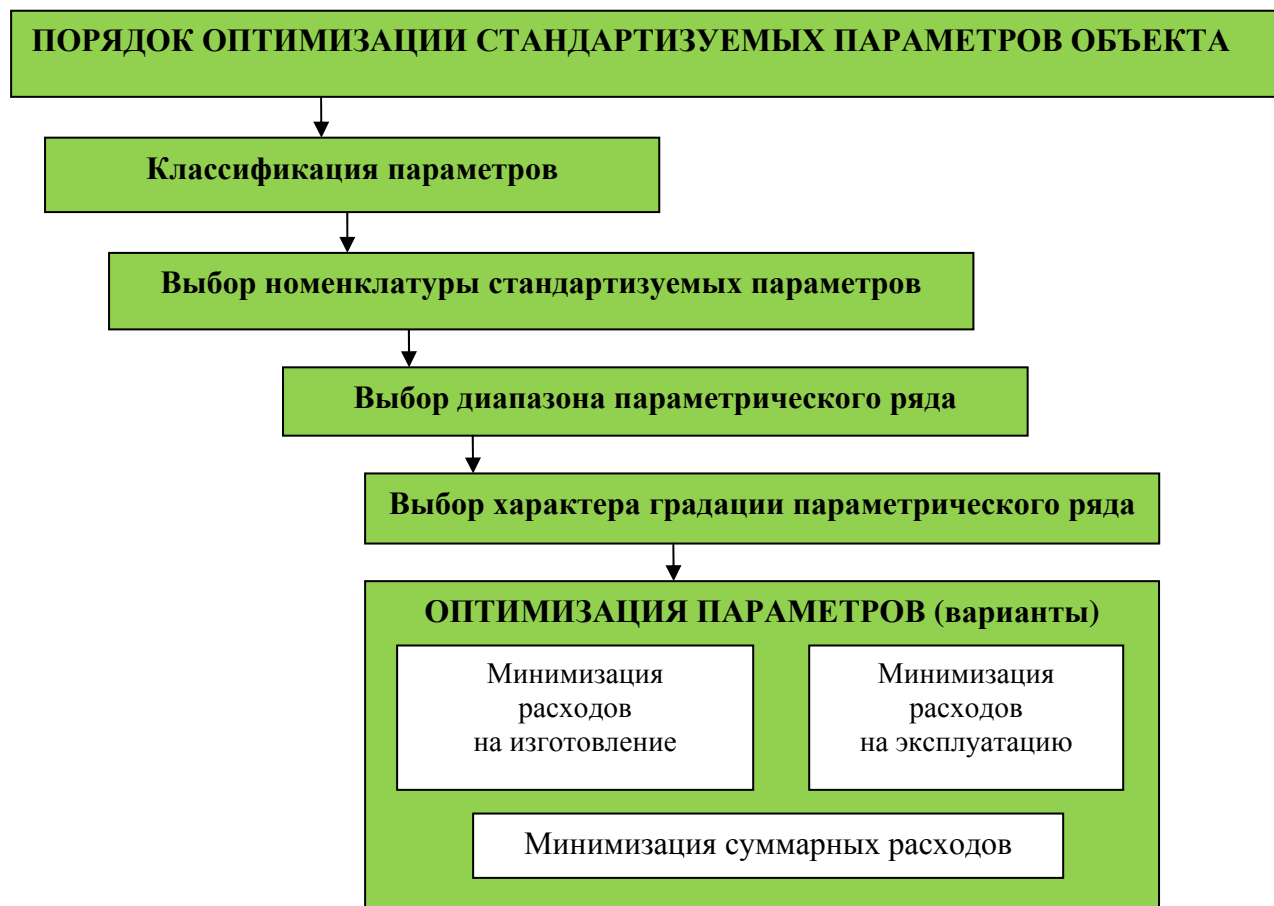 ПОРЯДОК ОПТИМИЗАЦИИ СТАНДАРТИЗУЕМЫХ ПАРАМЕТРОВ ОБЪЕКТА
Классификация параметров
Выбор номенклатуры стандартизуемых параметров
Выбор диапазона параметрического ряда
Выбор характера градации параметрического ряда
ОПТИМИЗАЦИЯ ПАРАМЕТРОВ (варианты)
Минимизация
расходов
на изготовление
Минимизация
расходов
на эксплуатацию
Минимизация суммарных расходов